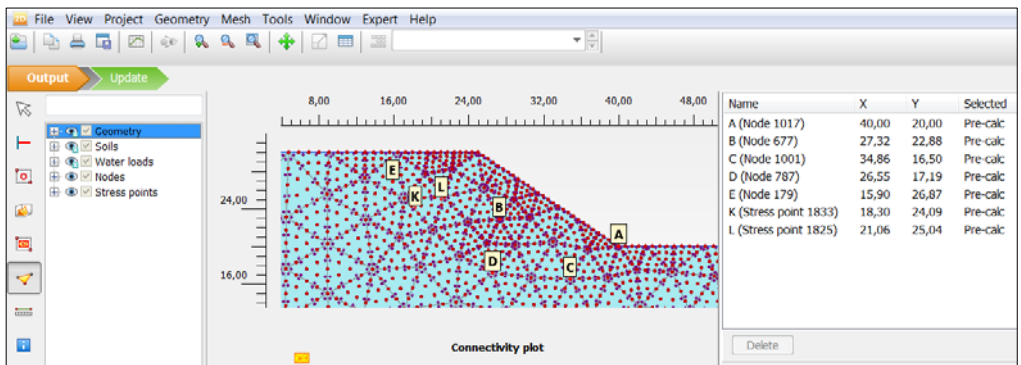 2D File View Project Geometry Mesh Tools Window Expert Help
Output Update
Geometry
Soils
Water loads
Nodes
Stress points
8,00 16,00 24,00 32,00 40,00 48,00
24,00
16,00
E
K
L
B
A
D
C
Connectivity plot
Name X Y Selected
A (Node 1017) 40,00 20,00 Pre-calc
B (Node 677) 27,32 22,88 Pre-calc
C (Node 1001) 34,86 16,50 Pre-calc
D (Node 787) 26,55 17,19 Pre-calc
E (Node 179) 15,90 26,87 Pre-calc
K (Stress point 1833) 18,30 24,09 Pre-calc
L (Stress point 1825) 21,06 25,04 Pre-calc
Delete